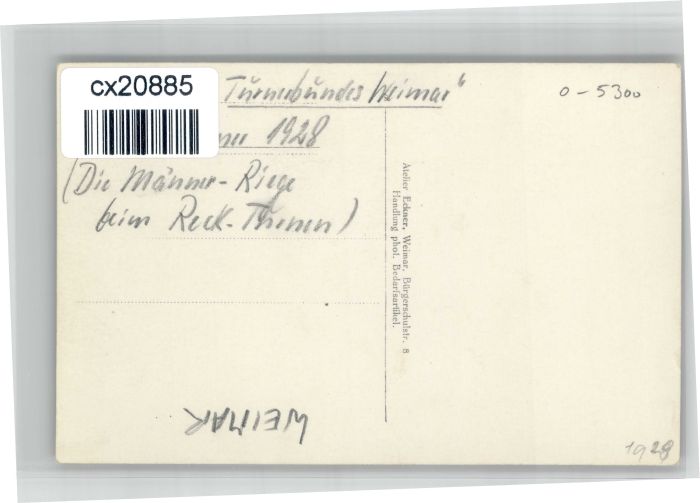 cx20885
Turnerbundes Weimar"
0-5300
1928
(Die Männer-Riege
beim Reck-Turnen)
Atelier Eckner, Weimar, Bürgerschulstr. 8
Handlung phot. Bedarfsartikel.
WEIMAR
1928